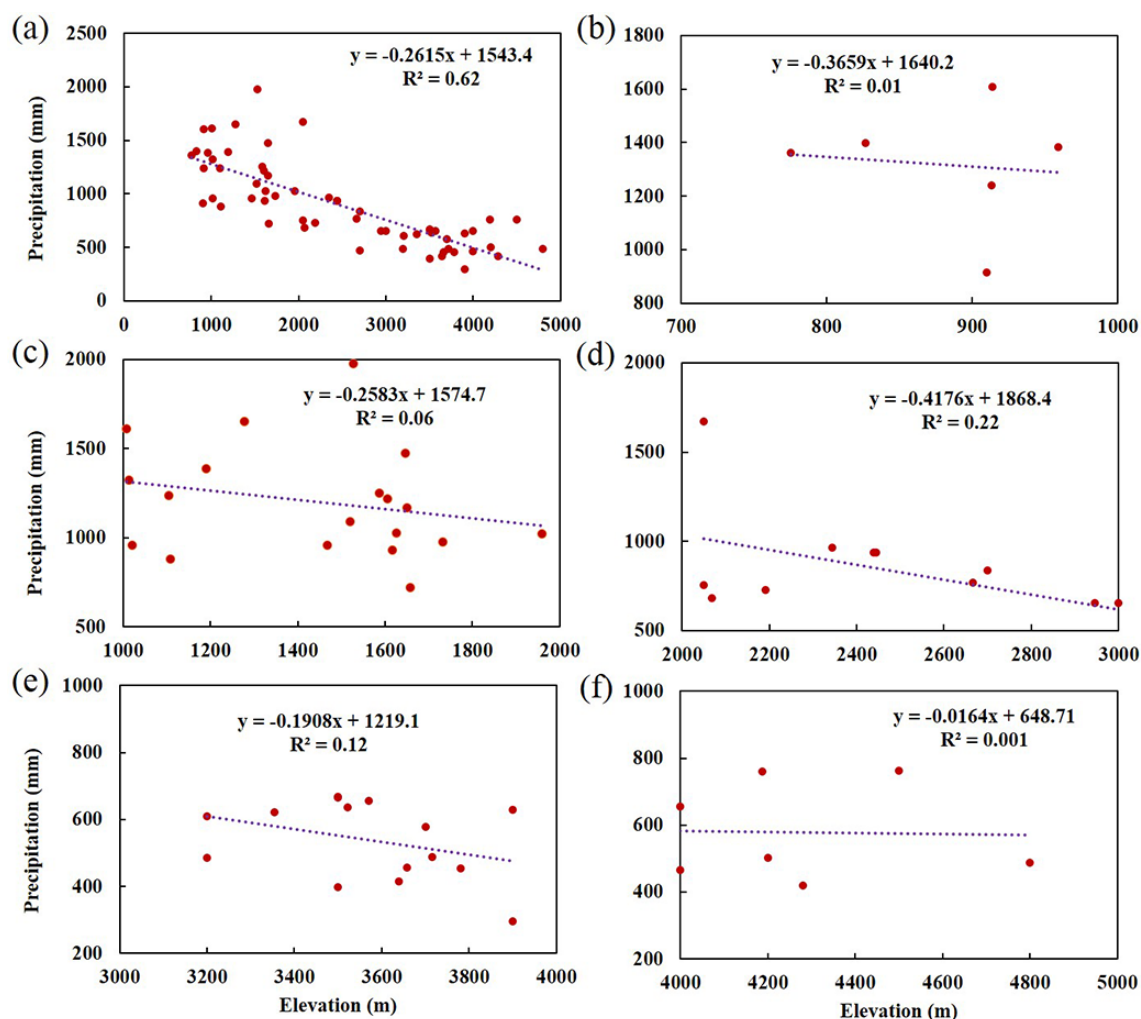 (a)
y = -0.2615x + 1543.4
R² = 0.62
Precipitation (mm)
2500
2000
1500
1000
500
0
0 1000 2000 3000 4000 5000
(b)
y = -0.3659x + 1640.2
R² = 0.01
1800
1600
1400
1200
1000
800
700 800 900 1000
(c)
y = -0.2583x + 1574.7
R² = 0.06
Precipitation (mm)
2000
1500
1000
500
1000 1200 1400 1600 1800 2000
(d)
y = -0.4176x + 1868.4
R² = 0.22
2000
1500
1000
500
2000 2200 2400 2600 2800 3000
(e)
y = -0.1908x + 1219.1
R² = 0.12
Precipitation (mm)
1000
800
600
400
200
3000 3200 3400 3600 3800 4000
Elevation (m)
(f)
y = -0.0164x + 648.71
R² = 0.001
1000
800
600
400
200
4000 4200 4400 4600 4800 5000
Elevation (m)